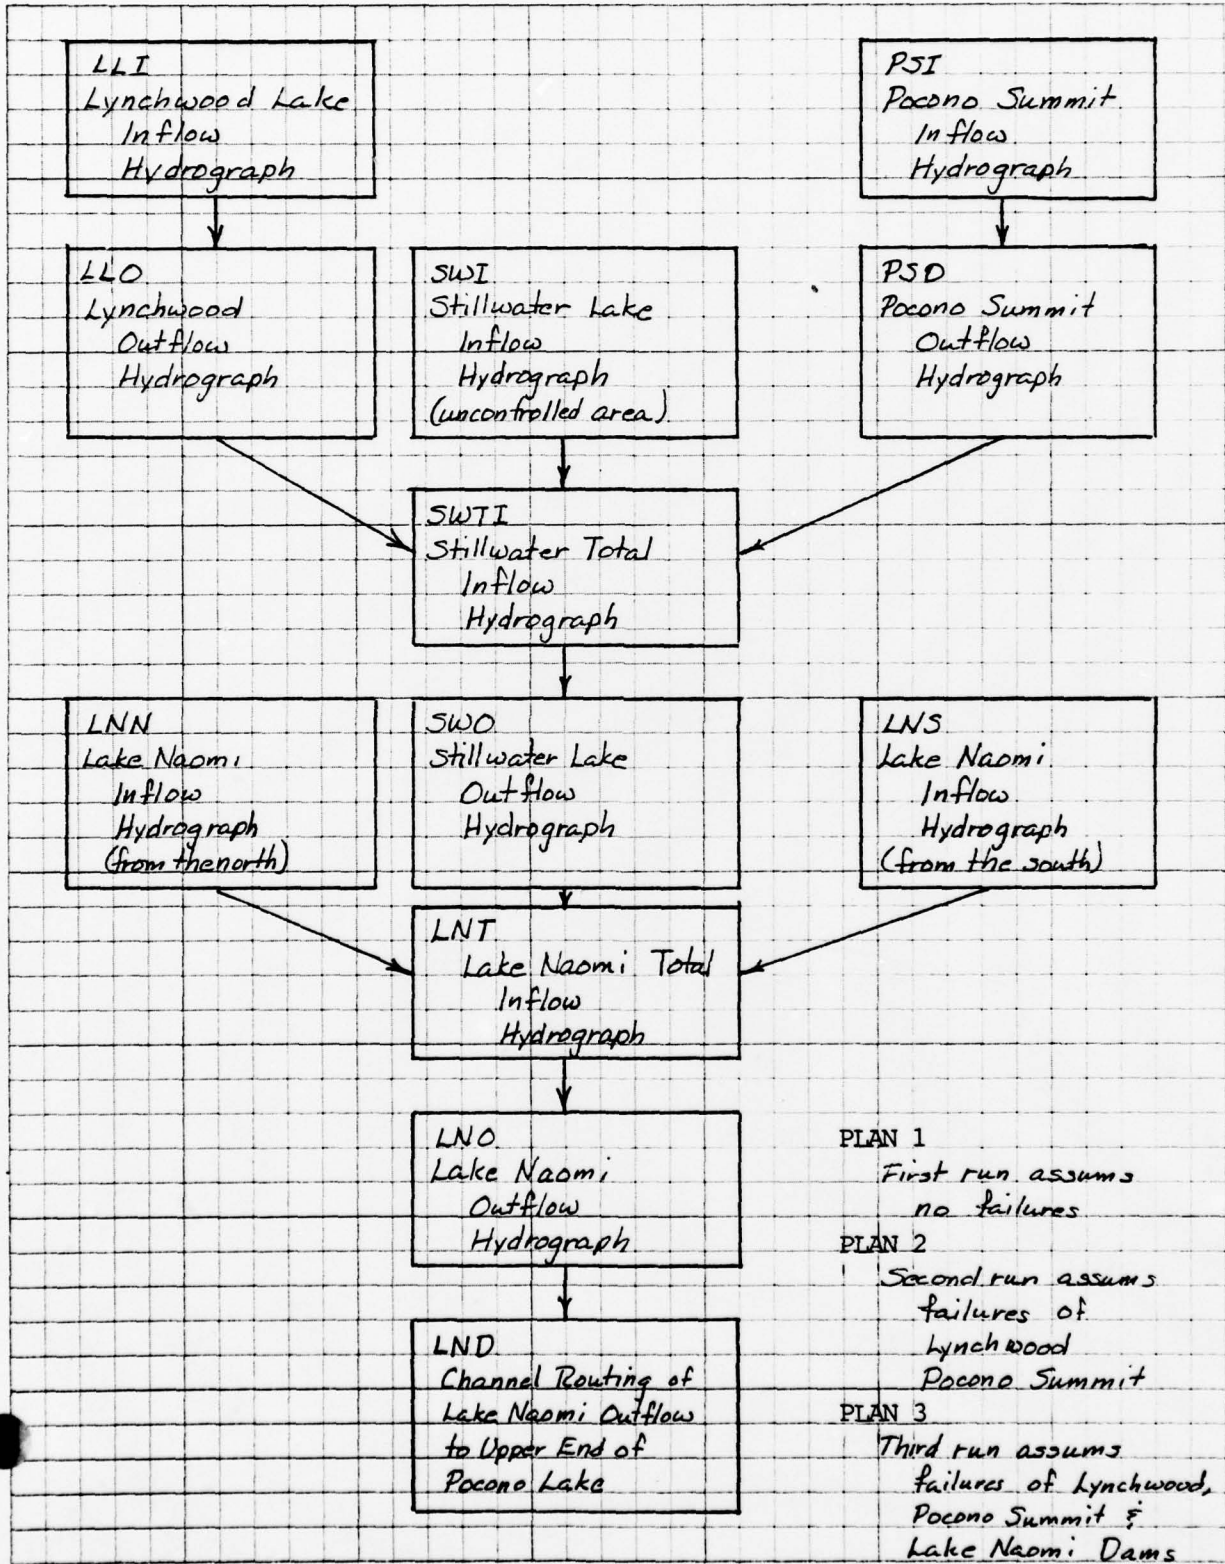 LLI
Lynchwood Lake
Inflow
Hydrograph
PSI
Pocono Summit
Inflow
Hydrograph
LLO
Lynchwood
Outflow
Hydrograph
SWI
Stillwater Lake
Inflow
Hydrograph
(uncontrolled area)
PSO
Pocono Summit
Outflow
Hydrograph
SWTI
Stillwater Total
Inflow
Hydrograph
LNN
Lake Naomi
Inflow
Hydrograph
(from the north)
SWO
Stillwater Lake
Outflow
Hydrograph
LNS
Lake Naomi
Inflow
Hydrograph
(from the south)
LNT
Lake Naomi Total
Inflow
Hydrograph
LNO
Lake Naomi
Outflow
Hydrograph
LND
Channel Routing of
Lake Naomi Outflow
to Upper End of
Pocono Lake
PLAN 1
First run assums
no failures
PLAN 2
Second run assums
failures of
Lynchwood
Pocono Summit
PLAN 3
Third run assums
failures of Lynchwood,
Pocono Summit &
Lake Naomi Dams